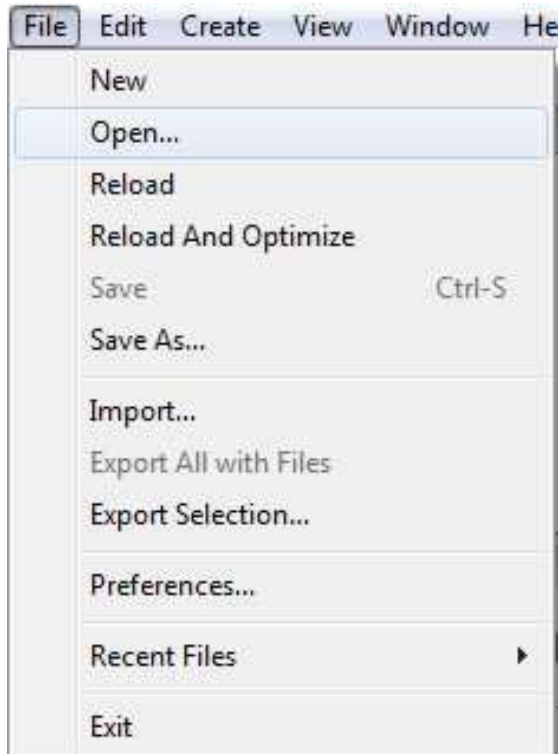 File Edit Create View Window He
New
Open...
Reload
Reload And Optimize
Save Ctrl-S
Save As...
Import...
Export All with Files
Export Selection...
Preferences...
Recent Files
Exit